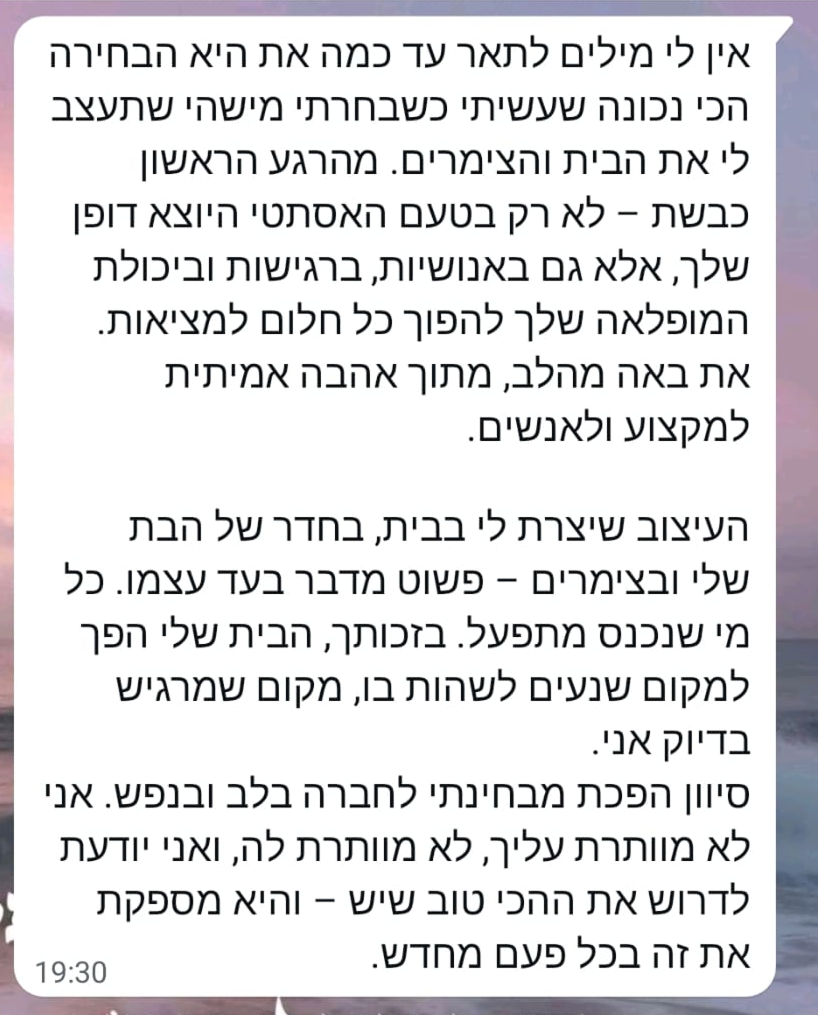 אין לי מילים לתאר עד כמה את היא הבחירה
הכי נכונה שעשיתי כשבחרתי מישהי שתעצב
לי את הבית והצימרים. מהרגע הראשון
כבשת – לא רק בטעם האסתטי היוצא דופן
שלך, אלא גם באנושיות, ברגישות וביכולת
המופלאה שלך להפוך כל חלום למציאות.
את באה מהלב, מתוך אהבה אמיתית
למקצוע ולאנשים.
העיצוב שיצרת לי בבית, בחדר של הבת
שלי ובצימרים – פשוט מדבר בעד עצמו. כל
מי שנכנס מתפעל. בזכותך, הבית שלי הפך
למקום שנעים לשהות בו, מקום שמרגיש
בדיוק אני.
סיוון הפכת מבחינתי לחברה בלב ובנפש. אני
לא מוותרת עליך, לא מוותרת לה, ואני יודעת
לדרוש את ההכי טוב שיש – והיא מספקת
את זה בכל פעם מחדש.
19:30